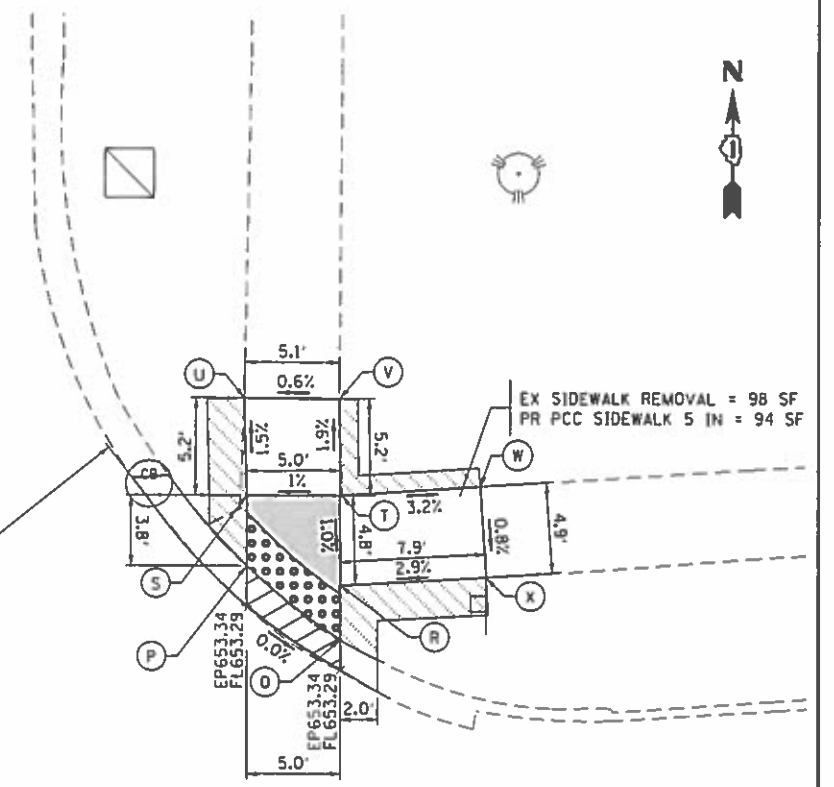 N
5.1'
U
0.6%
V
EX SIDEWALK REMOVAL = 98 SF
PR PCC SIDEWALK 5 IN = 94 SF
5.2'
1.5%
1.9%
5.2'
5.0'
W
CB
1%
T
3.2%
3.8'
1.0%
4.8'
7.9'
0.8%
4.9'
2.9%
S
X
P
R
0.0%
O
EP653.34
FL653.29
EP653.34
FL653.29
2.0'
5.0'